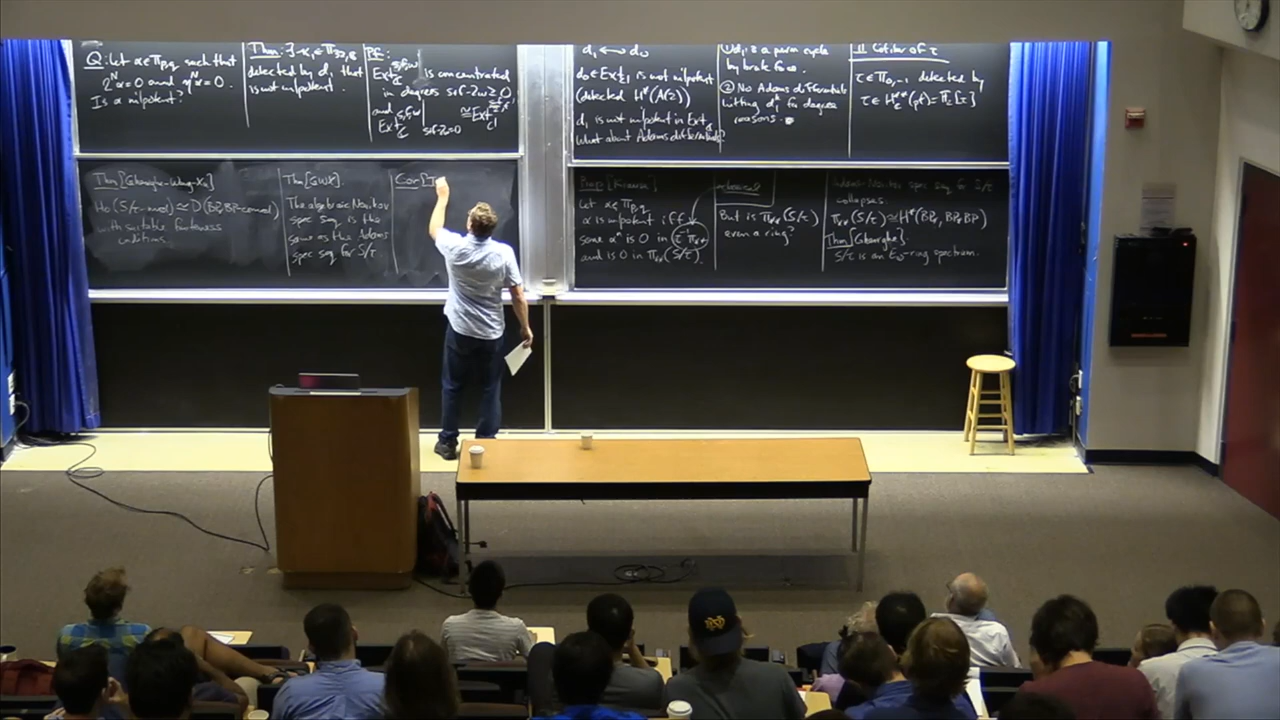 Q: Let α∈π_{p,q} such that
2^N α=0 and η^N α=0.
Is α nilpotent?
Thm: ∃ α, ∈π_{32,18}
detected by d₁ that
is not nilpotent.
Pf:
Ext_C^{s,f,w} is concentrated
in degrees s+f-2w≥0
and
d₁ ⟷ d₀
d₀∈Ext_{cl} is not nilpotent
(detected H*(A(2))
d₁ is not nilpotent in Ext
What about Adams differentials?
① d₁ is a perm cycle
by brute force.
② No Adams differentials
hitting d₁^k for degree
reasons.
II Cofiber of τ
τ∈π_{0,-1} detected by
τ∈H^{**}(pt)=F₂[τ]
Thm [Gheorghe-Wang-Xu]
Ho(S/τ-mod)≅D(BP_*BP-comod)
with suitable finiteness
conditions.
Thm [GWX].
The algebraic Novikov
spec seq is the
same as the Adams
spec seq for S/τ.
Cor [I
Let α∈π_{p,q}
α is nilpotent iff
some αⁿ is 0 in τ⁻¹π_{**}
and is 0 in π_{**}(S/τ).
But is π_{**}(S/τ)
even a ring?
Adams-Novikov spec seq for S/τ
collapses.
π_{**}(S/τ)≅H*(BP_*BP)
Thm [Gheorghe].
S/τ is an E∞-ring spectrum.